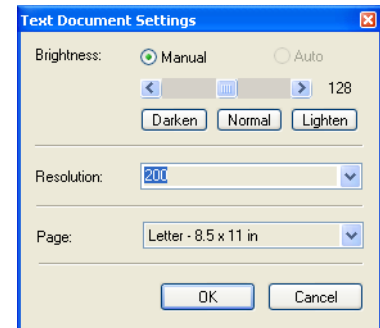 Text Document Settings
Brightness: Manual Auto
128
Darken Normal Lighten
Resolution: 200
Page: Letter - 8.5 x 11 in
OK Cancel